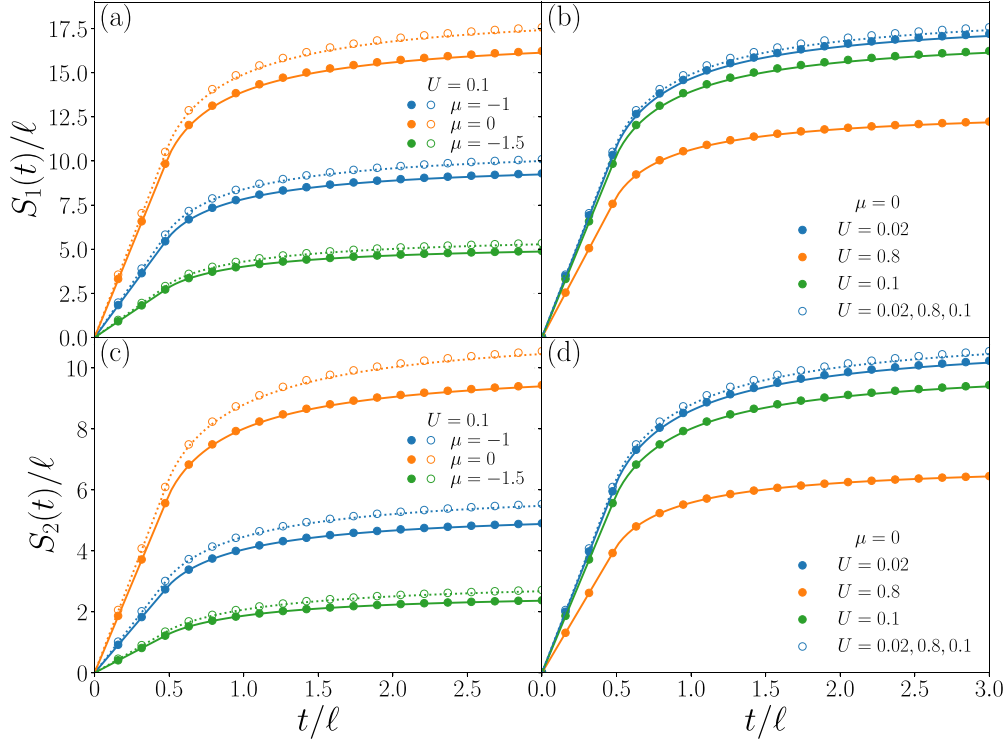 (a)
S₁(t)/ℓ
17.5
15.0
12.5
10.0
7.5
5.0
2.5
0.0
U = 0.1
μ = −1
μ = 0
μ = −1.5
(b)
μ = 0
U = 0.02
U = 0.8
U = 0.1
U = 0.02, 0.8, 0.1
(c)
S₂(t)/ℓ
10
8
6
4
2
0
U = 0.1
μ = −1
μ = 0
μ = −1.5
0 0.5 1.0 1.5 2.0 2.5
t/ℓ
(d)
μ = 0
U = 0.02
U = 0.8
U = 0.1
U = 0.02, 0.8, 0.1
0.0 0.5 1.0 1.5 2.0 2.5 3.0
t/ℓ